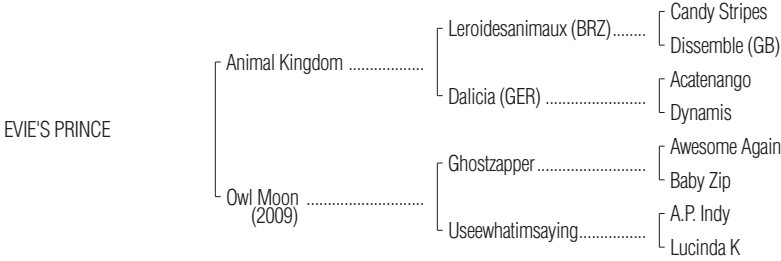 Candy Stripes
Leroidesanimaux (BRZ)........
Dissemble (GB)
Animal Kingdom ..................
Acatenango
Dalicia (GER) ........................
Dynamis
EVIE'S PRINCE
Awesome Again
Ghostzapper..........................
Baby Zip
Owl Moon ............................
(2009)
A.P. Indy
Useewhatimsaying................
Lucinda K